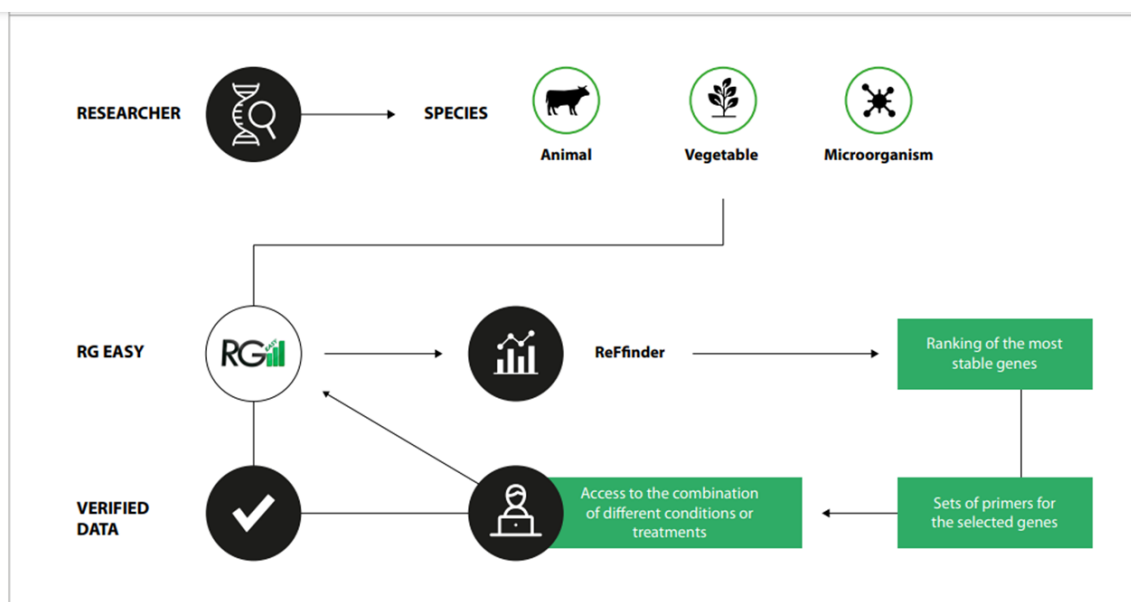 RESEARCHER
SPECIES
Animal
Vegetable
Microorganism
RG EASY
RG EASY
ReFfinder
Ranking of the most
stable genes
VERIFIED
DATA
Access to the combination
of different conditions or
treatments
Sets of primers for
the selected genes